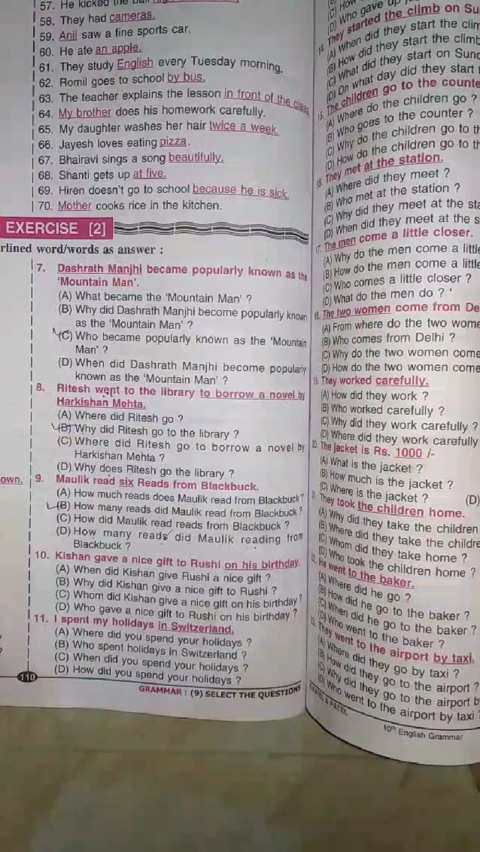 57. He kicked the ball
58. They had cameras.
59. Anil saw a fine sports car.
60. He ate an apple.
61. They study English every Tuesday morning.
62. Romil goes to school by bus.
63. The teacher explains the lesson in front of the class
64. My brother does his homework carefully.
65. My daughter washes her hair twice a week.
66. Jayesh loves eating pizza.
67. Bhairavi sings a song beautifully.
68. Shanti gets up at five.
69. Hiren doesn't go to school because he is sick.
70. Mother cooks rice in the kitchen.
EXERCISE [2]
rlined word/words as answer :
7. Dashrath Manjhi became popularly known as the
'Mountain Man'.
(A) What became the 'Mountain Man' ?
(B) Why did Dashrath Manjhi become popularly known
as the 'Mountain Man' ?
(C) Who became popularly known as the 'Mountain
Man' ?
(D) When did Dashrath Manjhi become popularly
known as the 'Mountain Man' ?
8. Ritesh went to the library to borrow a novel by
Harkishan Mehta.
(A) Where did Ritesh go ?
(B) Why did Ritesh go to the library ?
(C) Where did Ritesh go to borrow a novel by
Harkishan Mehta ?
(D) Why does Ritesh go the library ?
own.
9. Maulik read six Reads from Blackbuck.
(A) How much reads does Maulik read from Blackbuck ?
(B) How many reads did Maulik read from Blackbuck ?
(C) How did Maulik read reads from Blackbuck ?
(D) How many reads did Maulik reading from
Blackbuck ?
10. Kishan gave a nice gift to Rushi on his birthday.
(A) When did Kishan give Rushi a nice gift ?
(B) Why did Kishan give a nice gift to Rushi ?
(C) Whom did Kishan give a nice gift on his birthday ?
(D) Who gave a nice gift to Rushi on his birthday ?
11. I spent my holidays in Switzerland.
(A) Where did you spend your holidays ?
(B) Who spent holidays in Switzerland ?
(C) When did you spend your holidays ?
(D) How did you spend your holidays ?
110
GRAMMAR : (9) SELECT THE QUESTIONS
(C) How
(D) Who gave up
They started the climb on Su
(A) When did they start the clim
(B) How did they start the climb
(C) What did they start on Sund
(D) On what day did they start
The children go to the counte
(A) Where do the children go ?
(B) Who goes to the counter ?
(C) Why do the children go to th
(D) How do the children go to th
They met at the station.
(A) Where did they meet ?
(B) Who met at the station ?
(C) Why did they meet at the sta
(D) When did they meet at the s
17. The men come a little closer.
(A) Why do the men come a little
(B) How do the men come a little
(C) Who comes a little closer ?
(D) What do the men do ?
18. The two women come from De
(A) From where do the two wome
(B) Who comes from Delhi ?
(C) Why do the two women come
(D) How do the two women come
19. They worked carefully.
(A) How did they work ?
(B) Who worked carefully ?
(C) Why did they work carefully ?
(D) Where did they work carefully
20. The jacket is Rs. 1000 /-
(A) What is the jacket ?
(B) How much is the jacket ?
(C) Where is the jacket ? (D)
21. They took the children home.
(A) Why did they take the children
(B) Where did they take the childre
(C) Whom did they take home ?
(D) Who took the children home ?
22. He went to the baker.
(A) Where did he go ?
(B) How did he go to the baker ?
(C) When did he go to the baker ?
(D) Who went to the baker ?
23. They went to the airport by taxi.
(A) Where did they go by taxi ?
(B) How did they go to the airport ?
(C) Why did they go to the airport b
(D) Who went to the airport by taxi ?
& PATEL
10th English Grammar